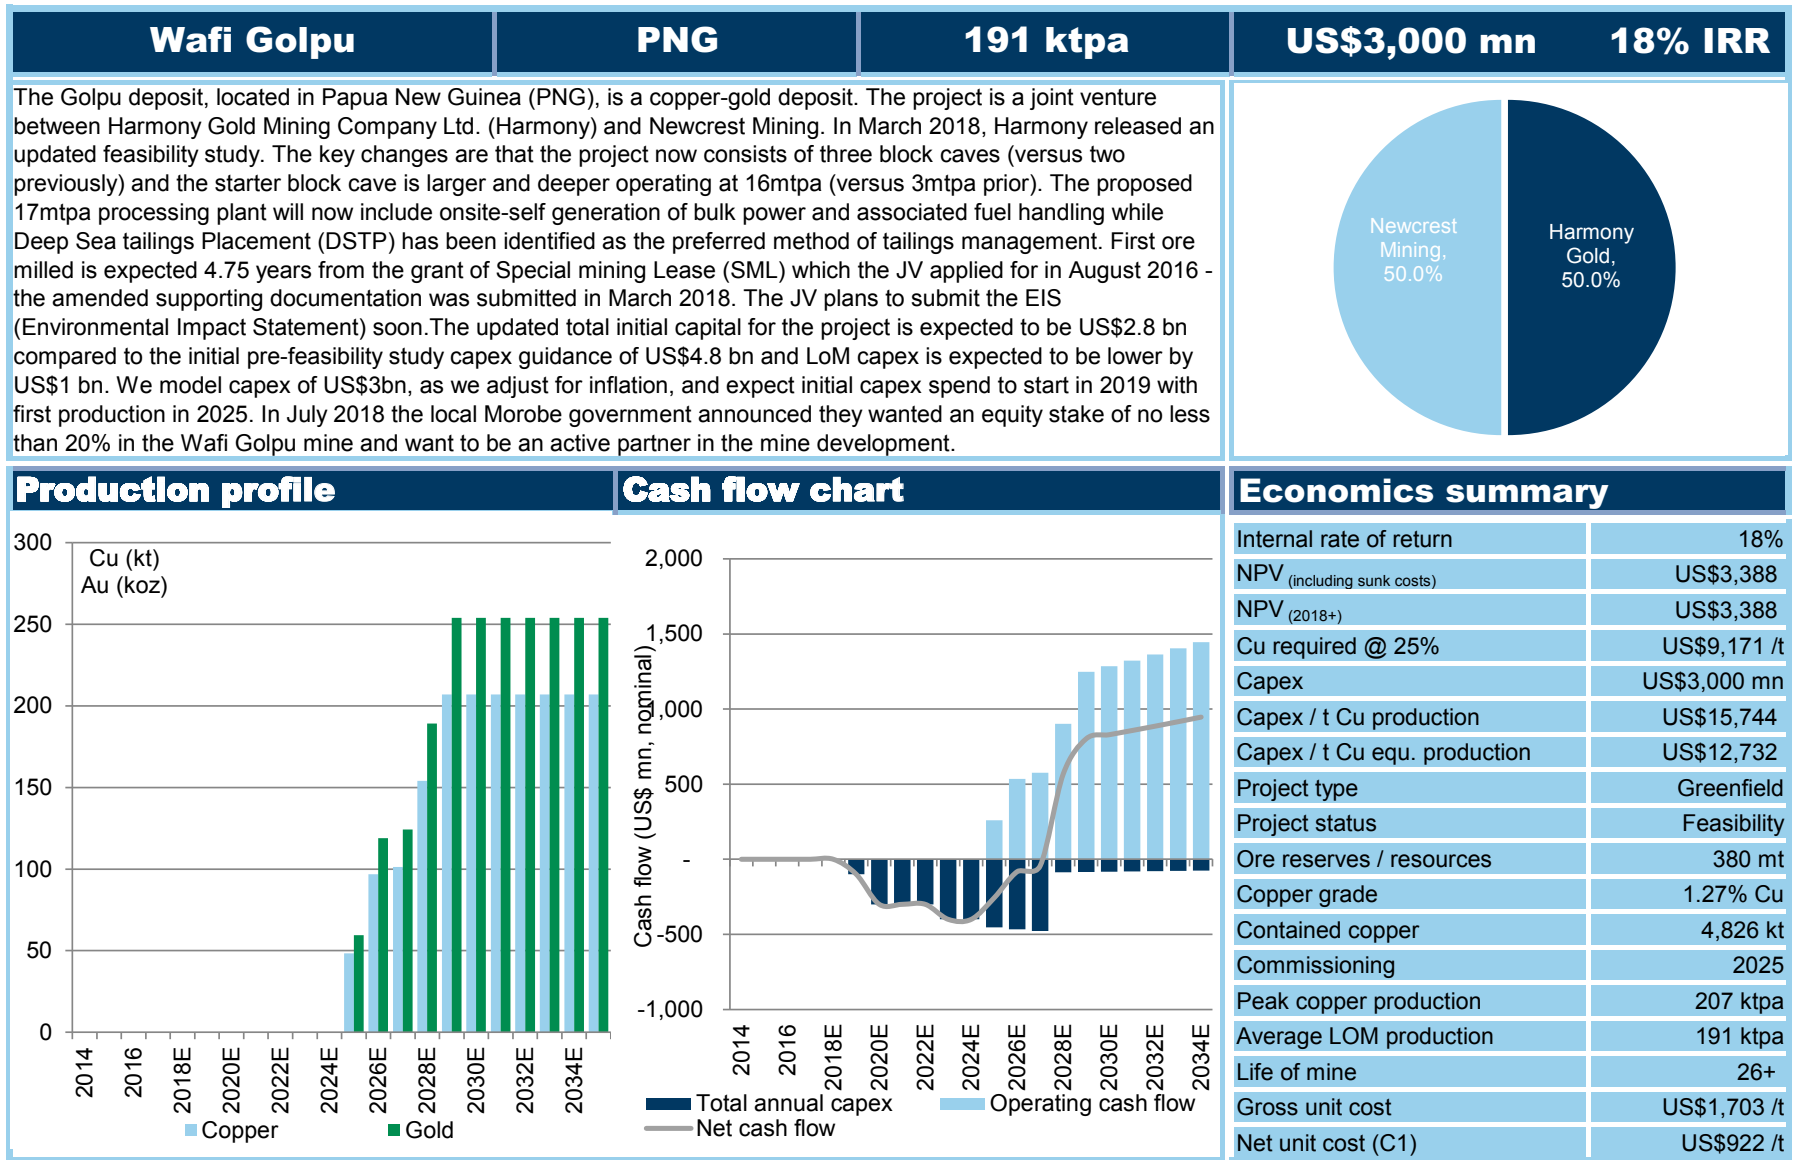 Wafi Golpu
PNG
191 ktpa
US$3,000 mn
18% IRR
The Golpu deposit, located in Papua New Guinea (PNG), is a copper-gold deposit. The project is a joint venture
between Harmony Gold Mining Company Ltd. (Harmony) and Newcrest Mining. In March 2018, Harmony released an
updated feasibility study. The key changes are that the project now consists of three block caves (versus two
previously) and the starter block cave is larger and deeper operating at 16mtpa (versus 3mtpa prior). The proposed
17mtpa processing plant will now include onsite-self generation of bulk power and associated fuel handling while
Deep Sea tailings Placement (DSTP) has been identified as the preferred method of tailings management. First ore
milled is expected 4.75 years from the grant of Special mining Lease (SML) which the JV applied for in August 2016 -
the amended supporting documentation was submitted in March 2018. The JV plans to submit the EIS
(Environmental Impact Statement) soon.The updated total initial capital for the project is expected to be US$2.8 bn
compared to the initial pre-feasibility study capex guidance of US$4.8 bn and LoM capex is expected to be lower by
US$1 bn. We model capex of US$3bn, as we adjust for inflation, and expect initial capex spend to start in 2019 with
first production in 2025. In July 2018 the local Morobe government announced they wanted an equity stake of no less
than 20% in the Wafi Golpu mine and want to be an active partner in the mine development.
Newcrest
Mining,
50.0%
Harmony
Gold,
50.0%
Production profile
300
250
200
150
100
50
0
Cu (kt)
Au (koz)
2014
2016
2018E
2020E
2022E
2024E
2026E
2028E
2030E
2032E
2034E
Copper
Gold
Cash flow chart
Cash flow (US$ mn, nominal)
2,000
1,500
1,000
500
-
-500
-1,000
2014
2016
2018E
2020E
2022E
2024E
2026E
2028E
2030E
2032E
2034E
Total annual capex
Operating cash flow
Net cash flow
Economics summary
Internal rate of return 18%
NPV (including sunk costs) US$3,388
NPV (2018+) US$3,388
Cu required @ 25% US$9,171 /t
Capex US$3,000 mn
Capex / t Cu production US$15,744
Capex / t Cu equ. production US$12,732
Project type Greenfield
Project status Feasibility
Ore reserves / resources 380 mt
Copper grade 1.27% Cu
Contained copper 4,826 kt
Commissioning 2025
Peak copper production 207 ktpa
Average LOM production 191 ktpa
Life of mine 26+
Gross unit cost US$1,703 /t
Net unit cost (C1) US$922 /t